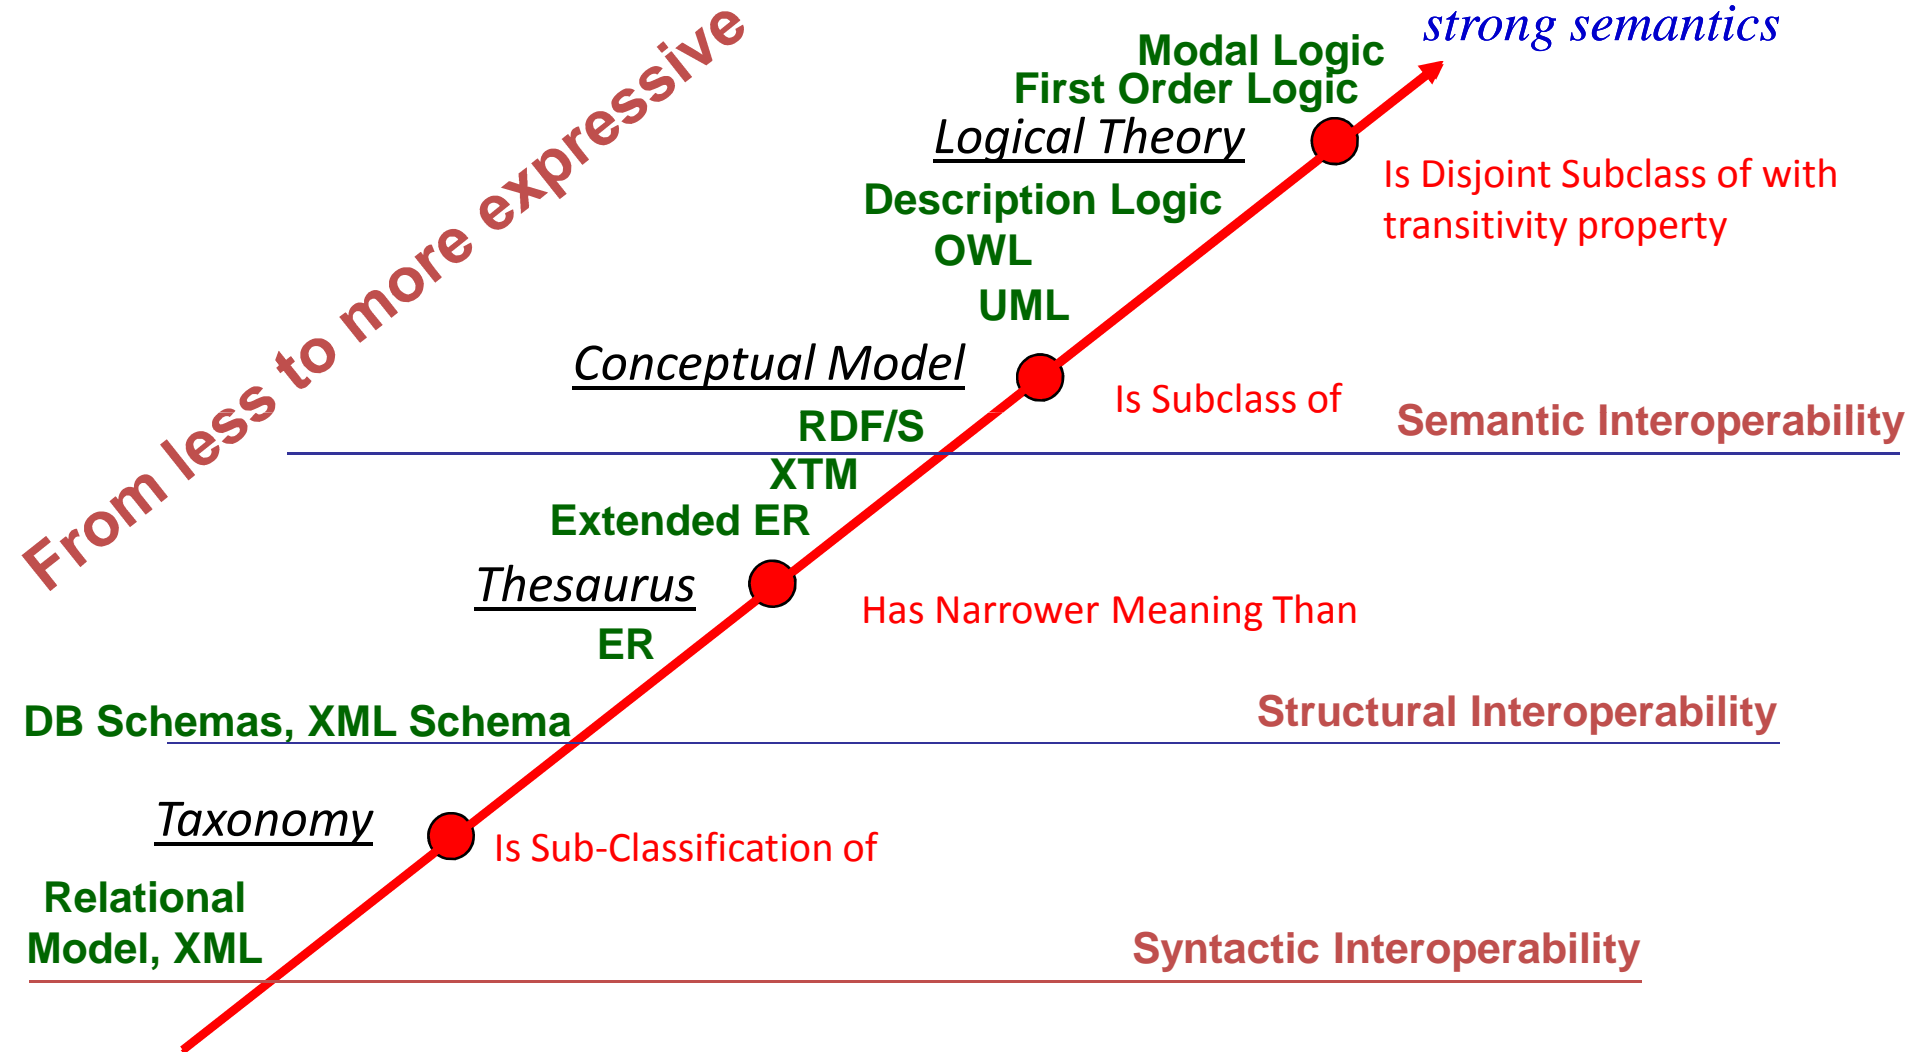 strong semantics
Modal Logic
First Order Logic
Logical Theory
From less to more expressive
Is Disjoint Subclass of with
transitivity property
Description Logic
OWL
UML
Conceptual Model
Is Subclass of
RDF/S
Semantic Interoperability
XTM
Extended ER
Thesaurus
Has Narrower Meaning Than
ER
DB Schemas, XML Schema
Structural Interoperability
Taxonomy
Is Sub-Classification of
Relational
Model, XML
Syntactic Interoperability